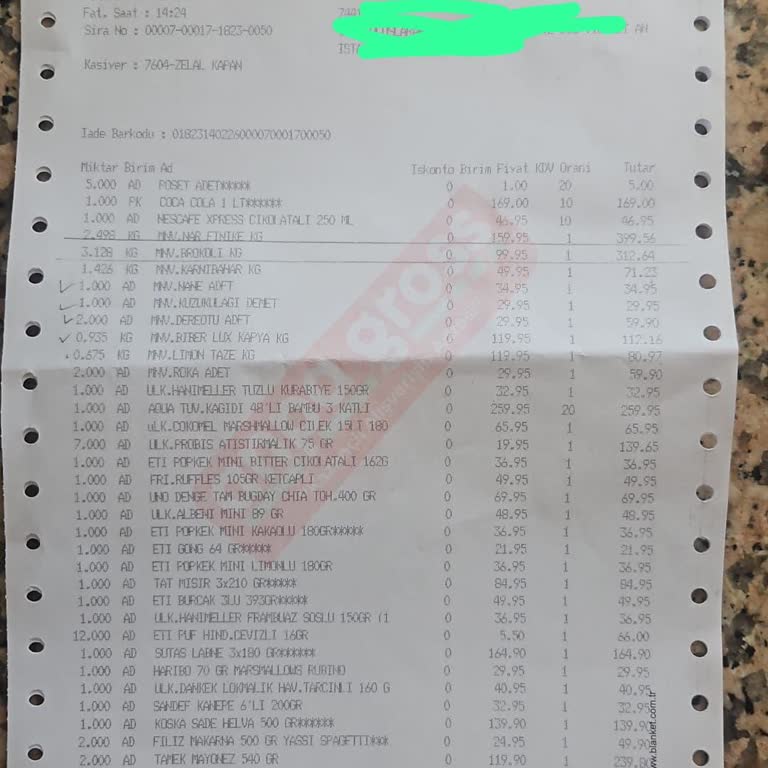 Fat. Saat : 14:24
Sira No : 00007-00017-1823-0050
Kasiyer : 7604-ZELAL KAPAN
Iade Barkodu : 01823140226000070001700050
Miktar Birim Ad Iskonto Birim Fiyat KDV Orani Tutar
5.000 AD POSET ADET***** 0 1.00 20 5.00
1.000 PK COCA COLA 1 LT****** 0 169.00 10 169.00
1.000 AD NESCAFE XPRESS CIKOLATALI 250 ML 0 46.95 10 46.95
2.498 KG MNV.NAR FINIKE KG 0 159.95 1 399.56
3.128 KG MNV.BROKOLI KG 0 99.95 1 312.64
1.426 KG MNV.KARNIBAHAR KG 0 49.95 1 71.23
1.000 AD MNV.NANE ADET 0 34.95 1 34.95
1.000 AD MNV.KUZUKULAGI DEMET 0 29.95 1 29.95
2.000 AD MNV.DEREOTU ADET 0 29.95 1 59.90
0.935 KG MNV.BIBER LUX KAPYA KG 0 119.95 1 112.16
0.675 KG MNV.LIMON TAZE KG 0 119.95 1 80.97
2.000 AD MNV.ROKA ADET 0 29.95 1 59.90
1.000 AD ULK.HANIMELLER TUZLU KURABIYE 150GR 0 32.95 1 32.95
1.000 AD AQUA TUV.KAGIDI 48'LI BAMBU 3 KATLI 0 259.95 20 259.95
1.000 AD uLK.COKOMEL MARSHMALLOW CILEK 15LI 180 0 65.95 1 65.95
7.000 AD ULK.PROBIS ATISTIRMALIK 75 GR 0 19.95 1 139.65
1.000 AD ETI POPKEK MINI BITTER CIKOLATALI 162G 0 36.95 1 36.95
1.000 AD FRI.RUFFLES 105GR KETCAPLI 0 49.95 1 49.95
1.000 AD UNO DENGE TAM BUGDAY CHIA TOH.400 GR 0 69.95 1 69.95
1.000 AD ULK.ALBENI MINI 89 GR 0 48.95 1 48.95
1.000 AD ETI POPKEK MINI KAKAOLU 180GR***** 0 36.95 1 36.95
1.000 AD ETI GONG 64 GR***** 0 21.95 1 21.95
1.000 AD ETI POPKEK MINI LIMONLU 180GR 0 36.95 1 36.95
1.000 AD TAT MISIR 3x210 GR***** 0 84.95 1 84.95
1.000 AD ETI BURCAK 3LU 393GR***** 0 49.95 1 49.95
1.000 AD ULK.HANIMELLER FRAMBUAZ SOSLU 150GR (1 0 36.95 1 36.95
12.000 AD ETI PUF HIND.CEVIZLI 16GR 0 5.50 1 66.00
1.000 AD SUTAS LABNE 3x180 GR****** 0 164.90 1 164.90
1.000 AD HARIBO 70 GR MARSHMALLOWS RUBINO 0 29.95 1 29.95
1.000 AD ULK.DANKEK LOKMALIK HAV.TARCINLI 160 G 0 40.95 1 40.95
1.000 AD SANDEF KANEPE 6'LI 200GR 0 32.95 1 32.95
1.000 AD KOSKA SADE HELVA 500 GR****** 0 139.90 1 139.90
2.000 AD FILIZ MAKARNA 500 GR YASSI SPAGETTI*** 0 24.95 1 49.90
2.000 AD TAMEK MAYONEZ 540 GR 0 119.90 1 239.80
gross
www.blanket.com.tr